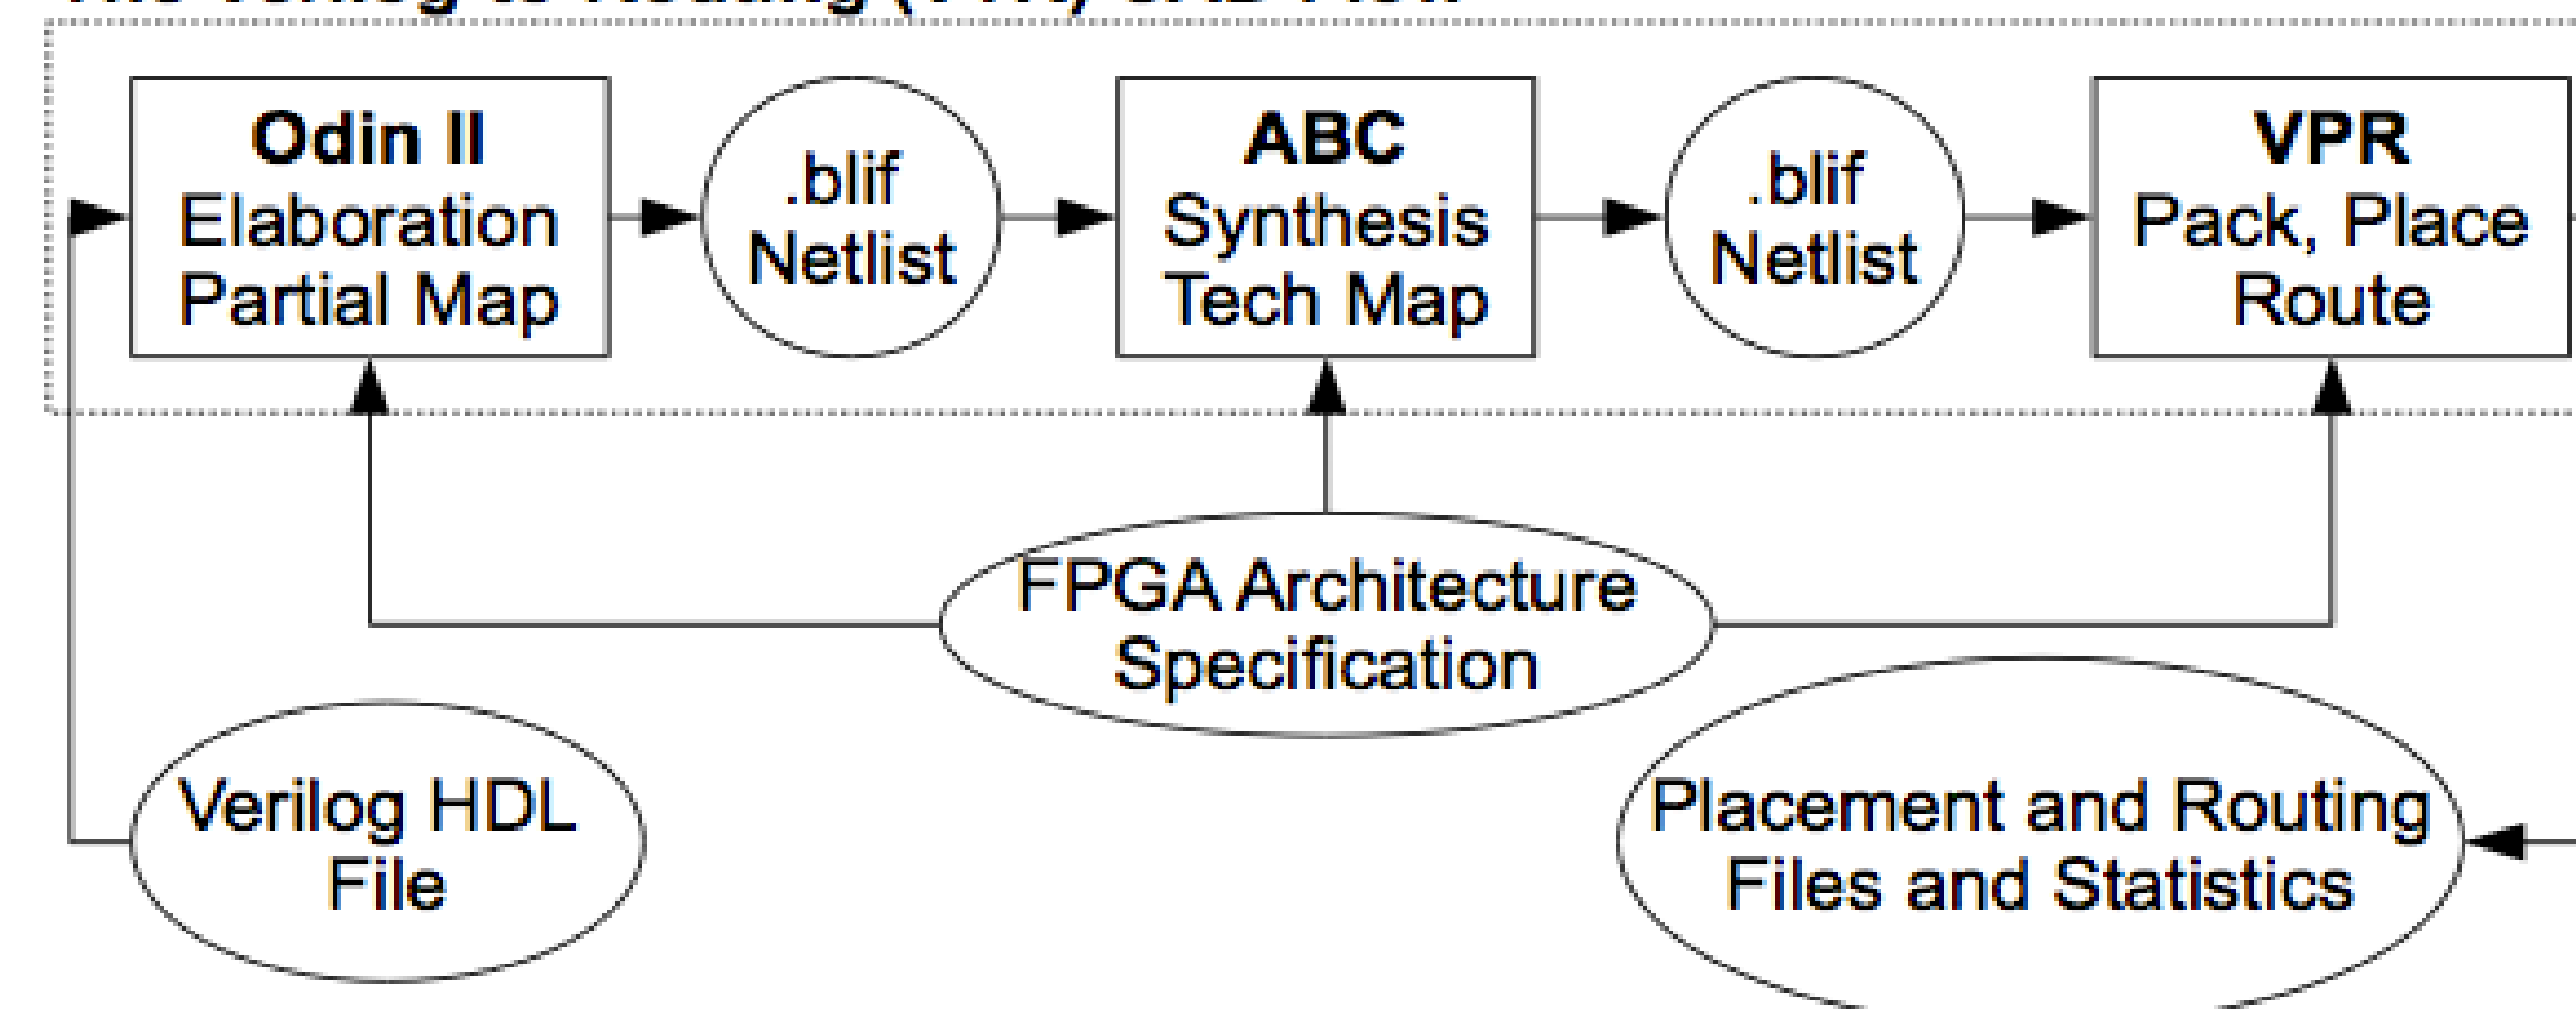 Odin II
Elaboration
Partial Map
.blif
Netlist
ABC
Synthesis
Tech Map
.blif
Netlist
VPR
Pack, Place
Route
FPGA Architecture
Specification
Verilog HDL
File
Placement and Routing
Files and Statistics